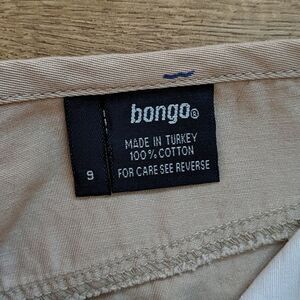 bongo®
MADE IN TURKEY
100% COTTON
9
FOR CARE SEE REVERSE